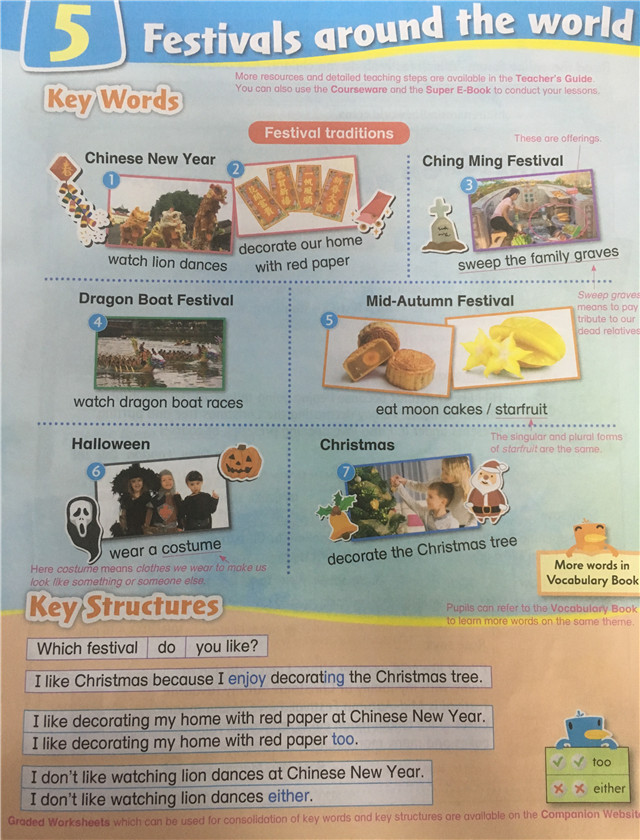 5
Festivals around the world
More resources and detailed teaching steps are available in the Teacher's Guide.
You can also use the Courseware and the Super E-Book to conduct your lessons.
Key Words
Festival traditions
Chinese New Year
1
watch lion dances
2
decorate our home
with red paper
These are offerings.
Ching Ming Festival
3
sweep the family graves
Sweep graves
means to pay
tribute to our
dead relatives
Dragon Boat Festival
4
watch dragon boat races
Mid-Autumn Festival
5
eat moon cakes / starfruit
The singular and plural forms
of starfruit are the same.
Halloween
6
wear a costume
Here costume means clothes we wear to make us
look like something or someone else.
Christmas
7
decorate the Christmas tree
More words in
Vocabulary Book
Pupils can refer to the Vocabulary Book
to learn more words on the same theme.
Key Structures
Which festival do you like?
I like Christmas because I enjoy decorating the Christmas tree.
I like decorating my home with red paper at Chinese New Year.
I like decorating my home with red paper too.
I don't like watching lion dances at Chinese New Year.
I don't like watching lion dances either.
too
either
Graded Worksheets which can be used for consolidation of key words and key structures are available on the Companion Website